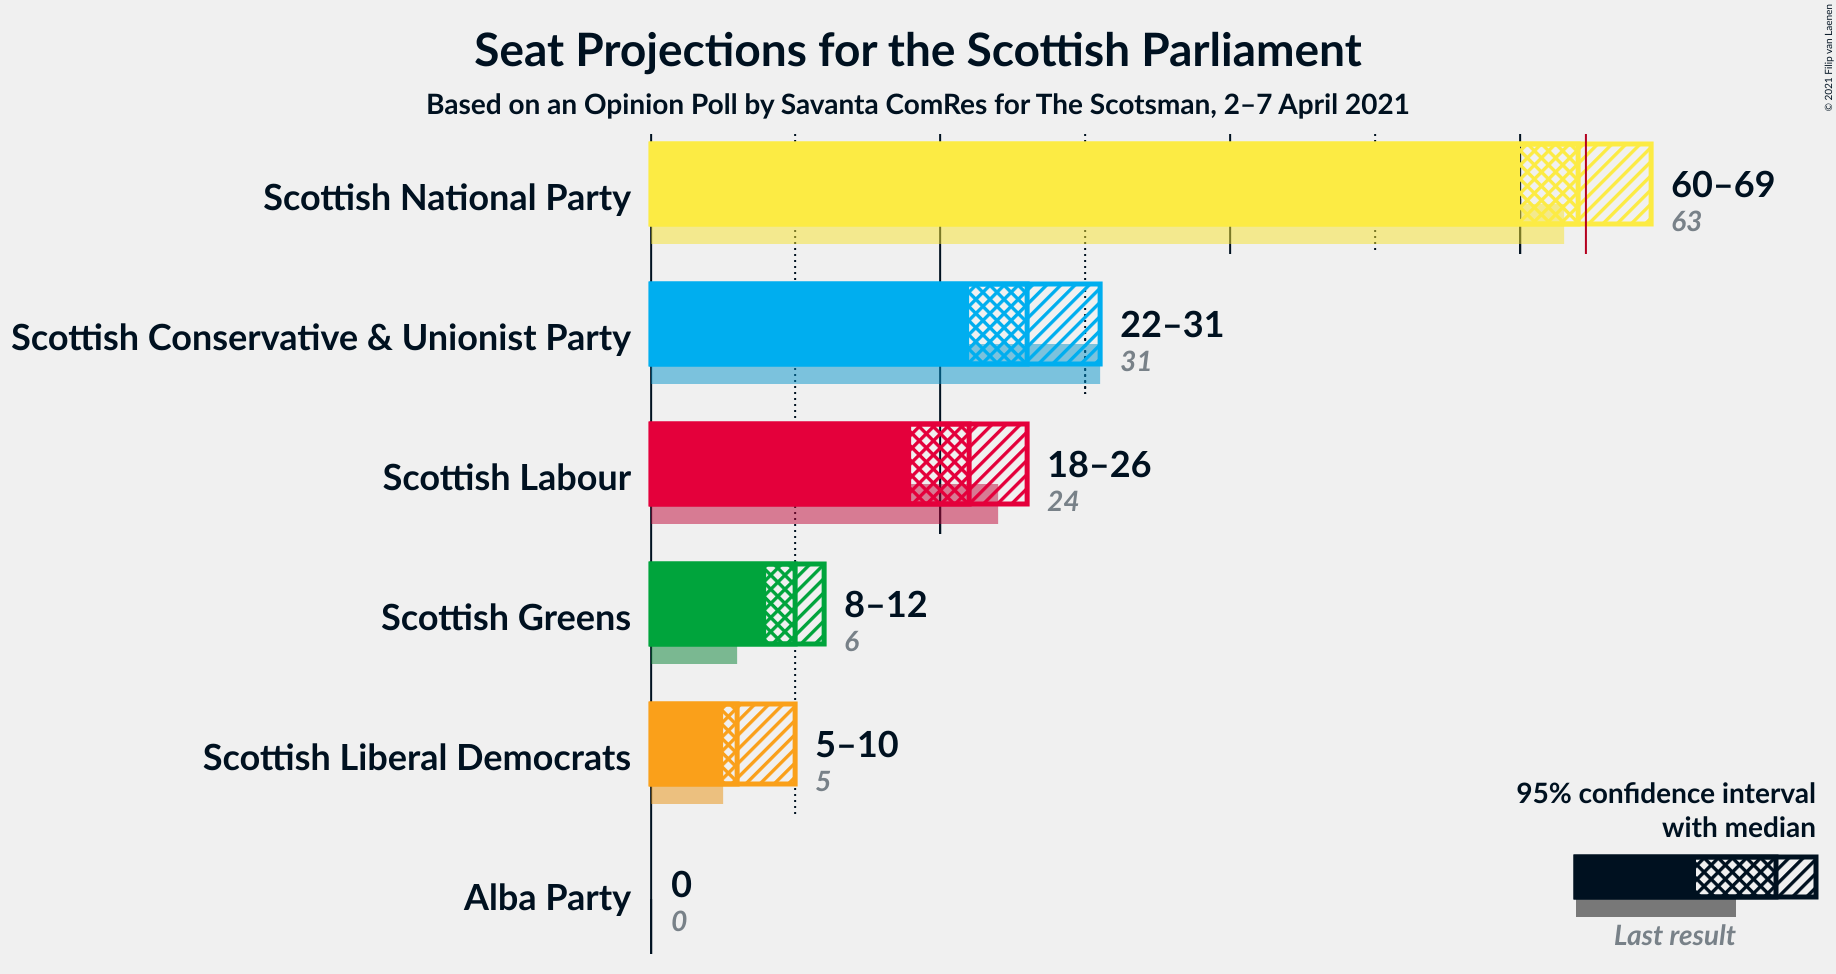 Seat Projections for the Scottish Parliament
Based on an Opinion Poll by Savanta ComRes for The Scotsman, 2–7 April 2021
© 2021 Filip van Laenen
Scottish National Party
60–69
63
Scottish Conservative & Unionist Party
22–31
31
Scottish Labour
18–26
24
Scottish Greens
8–12
6
Scottish Liberal Democrats
5–10
5
Alba Party
0
0
95% confidence interval
with median
Last result